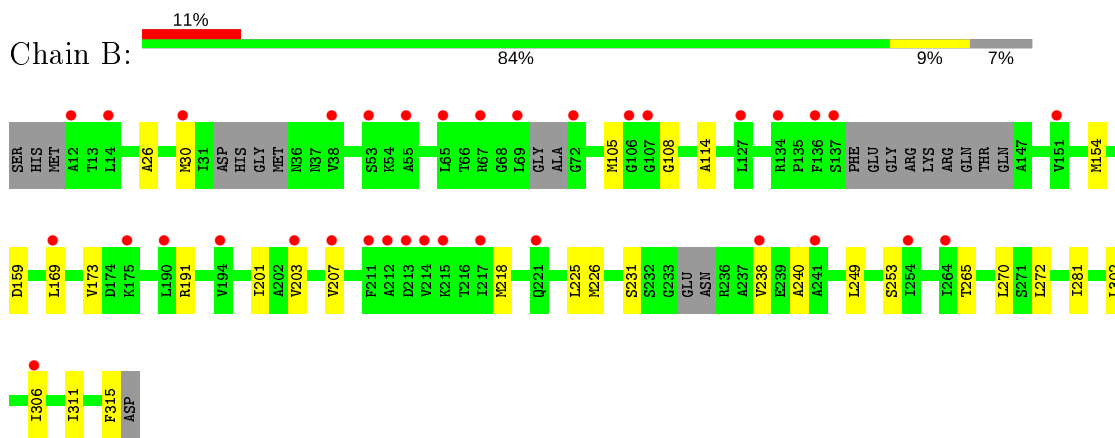 11%
Chain B:
84% 9% 7%
SER HIS MET A12 T13 L14 A26 M30 I31 ASP HIS GLY MET N36 N37 V38 S53 K54 A55 L65 T66 R67 G68 L69 GLY ALA G72 M105 G106 G107 G108 A114 L127 R134 P135 F136 S137 PHE GLU GLY ARG LYS ARG GLN THR GLN A147 V151 M154
D159 L169 V173 D174 K175 L190 R191 V194 I201 A202 V203 V207 F211 A212 D213 V214 K215 T216 I217 M218 Q221 L225 M226 S231 S232 G233 GLU ASN R236 A237 V238 E239 A240 A241 L249 S253 I254 I264 T265 L270 S271 L272 I281 L302
I306 I311 F315 ASP